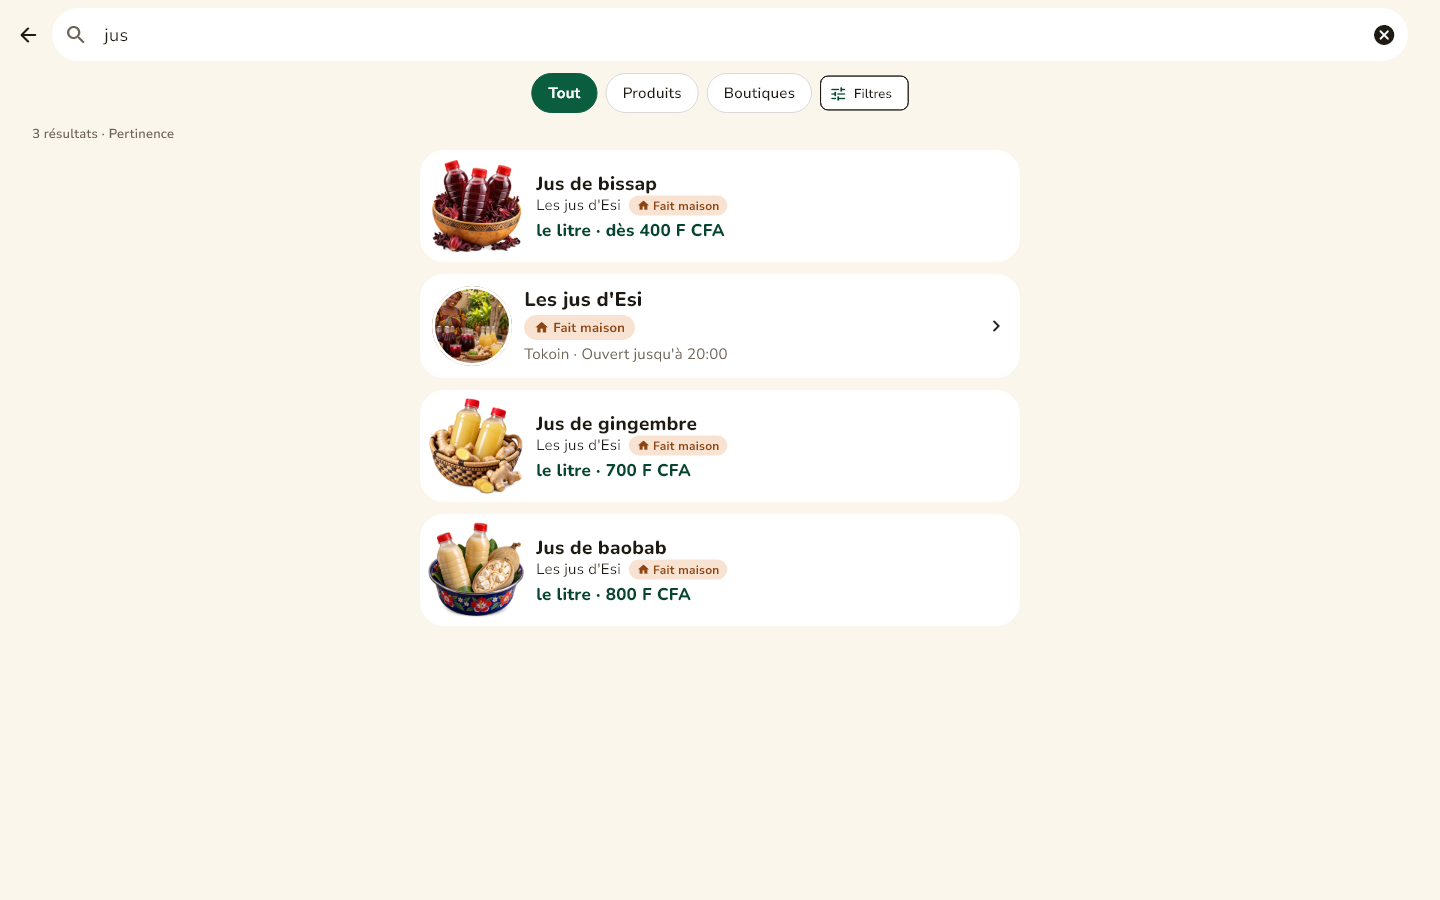 jus
Tout
Produits
Boutiques
Filtres
3 résultats · Pertinence
Jus de bissap
Les jus d'Esi Fait maison
le litre · dès 400 F CFA
Les jus d'Esi
Fait maison
Tokoin · Ouvert jusqu'à 20:00
Jus de gingembre
Les jus d'Esi Fait maison
le litre · 700 F CFA
Jus de baobab
Les jus d'Esi Fait maison
le litre · 800 F CFA